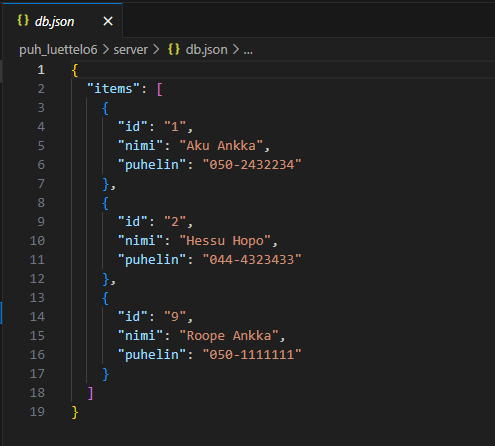 {} db.json ×
puh_luettelo6 > server > {} db.json > ...
1 {
2 "items": [
3 {
4 "id": "1",
5 "nimi": "Aku Ankka",
6 "puhelin": "050-2432234"
7 },
8 {
9 "id": "2",
10 "nimi": "Hessu Hopo",
11 "puhelin": "044-4323433"
12 },
13 {
14 "id": "9",
15 "nimi": "Roope Ankka",
16 "puhelin": "050-1111111"
17 }
18 ]
19 }